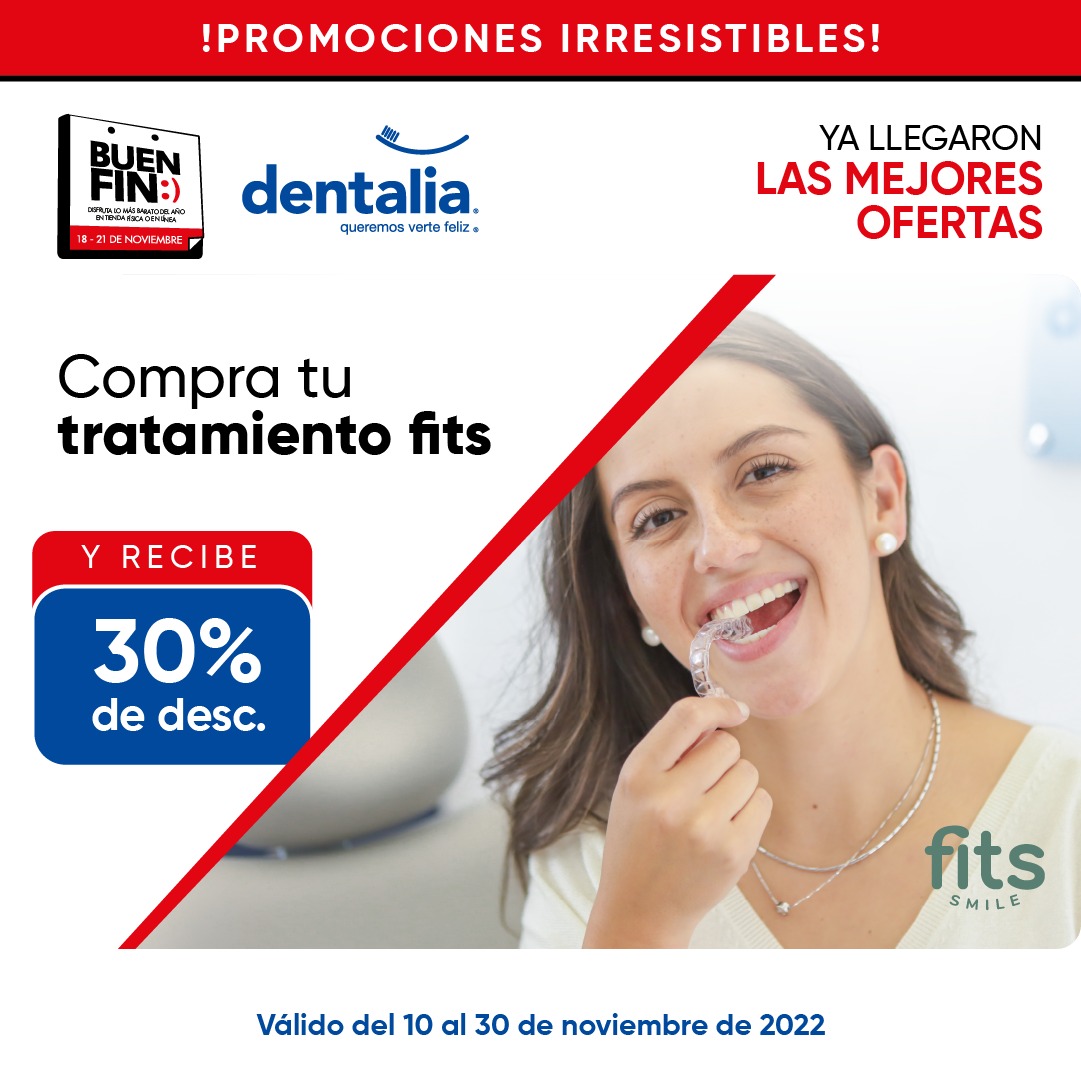 !PROMOCIONES IRRESISTIBLES!
BUEN
FIN:)
DISFRUTA LO MÁS BARATO DEL AÑO
EN TIENDA FÍSICA O EN LÍNEA
18 - 21 DE NOVIEMBRE
dentalia®
queremos verte feliz®
YA LLEGARON
LAS MEJORES
OFERTAS
Compra tu
tratamiento fits
Y RECIBE
30%
de desc.
fits
SMILE
Válido del 10 al 30 de noviembre de 2022